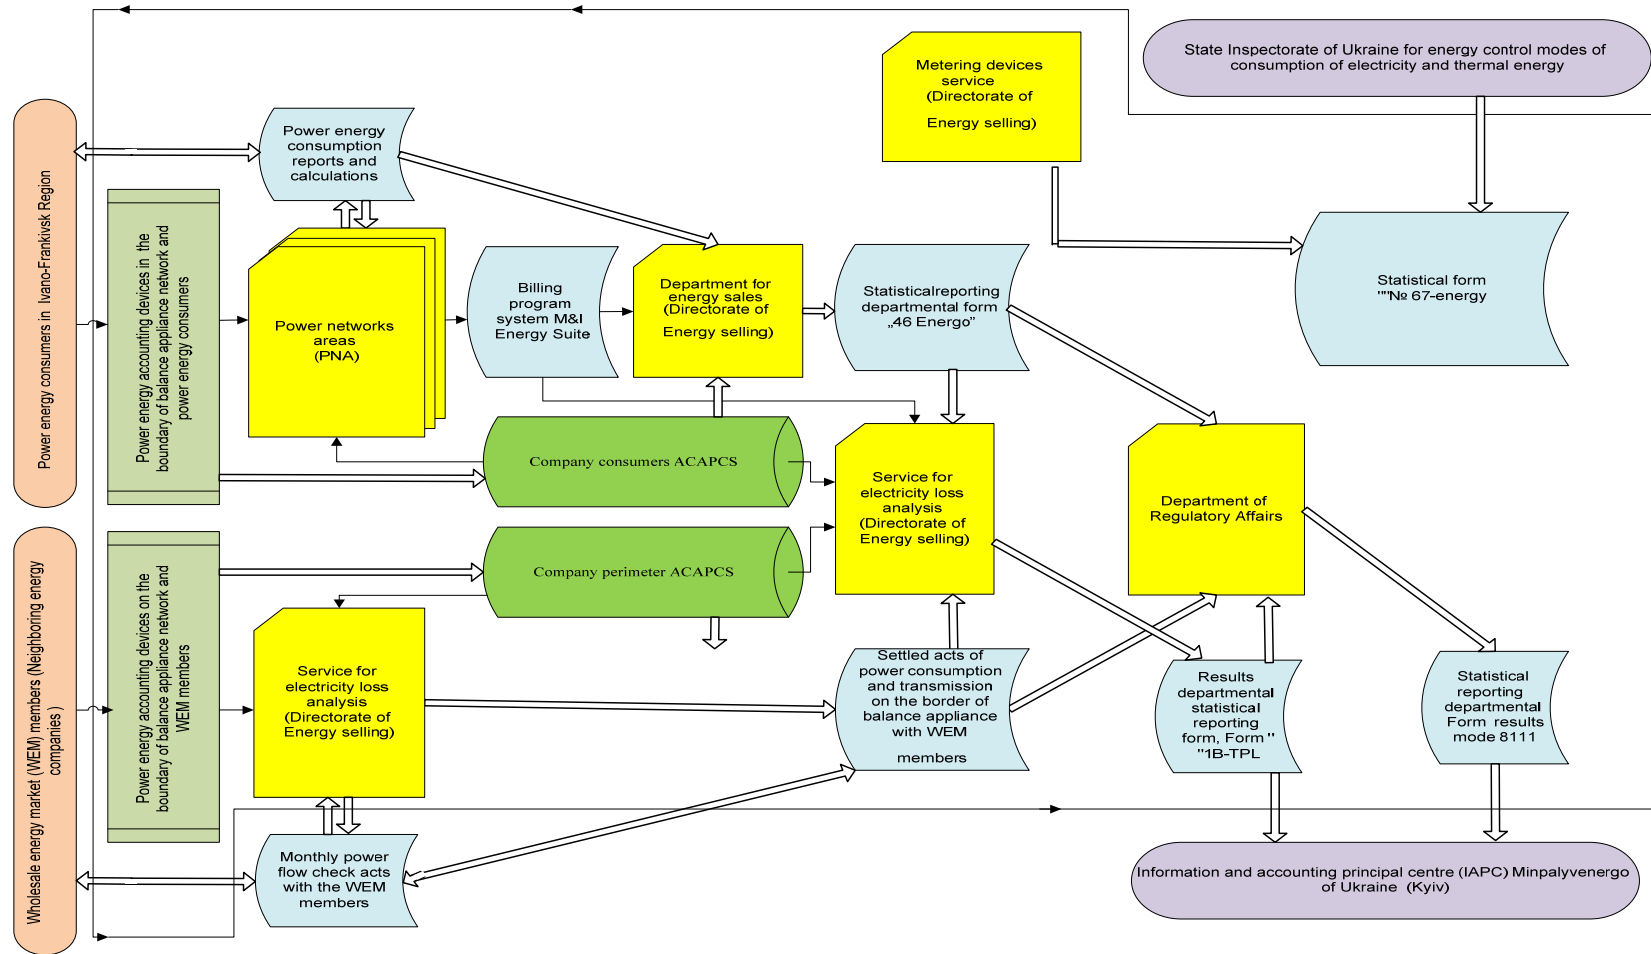 State Inspectorate of Ukraine for energy control modes of
consumption of electricity and thermal energy
Metering devices
service
(Directorate of
Energy selling)
Power energy
consumption
reports and
calculations
Power energy consumers in  Ivano-Frankivsk Region
Power energy accounting devices in the
boundary of balance appliance network and
power energy consumers
Power networks
areas
(PNA)
Billing
program
system M&I
Energy Suite
Department for
energy sales
(Directorate of
Energy selling)
Statisticalreporting
departmental form
„46 Energo”
Statistical form
""№ 67-energy
Company consumers ACAPCS
Service for
electricity loss
analysis
(Directorate of
Energy selling)
Department of
Regulatory Affairs
Company perimeter ACAPCS
Wholesale energy market (WEM) members (Neighboring energy
companies )
Power energy accounting devices on the
boundary of balance appliance network and
WEM members
Service for
electricity loss
analysis
(Directorate of
Energy selling)
Settled acts of
power consumption
and transmission
on the border of
balance appliance
with WEM
members
Results
departmental
statistical
reporting
form, Form "
"1B-TPL
Statistical
reporting
departmental
Form  results
mode 8111
Monthly power
flow check acts
with the WEM
members
Information and accounting principal centre (IAPC) Minpalyvenergo
of Ukraine  (Kyiv)